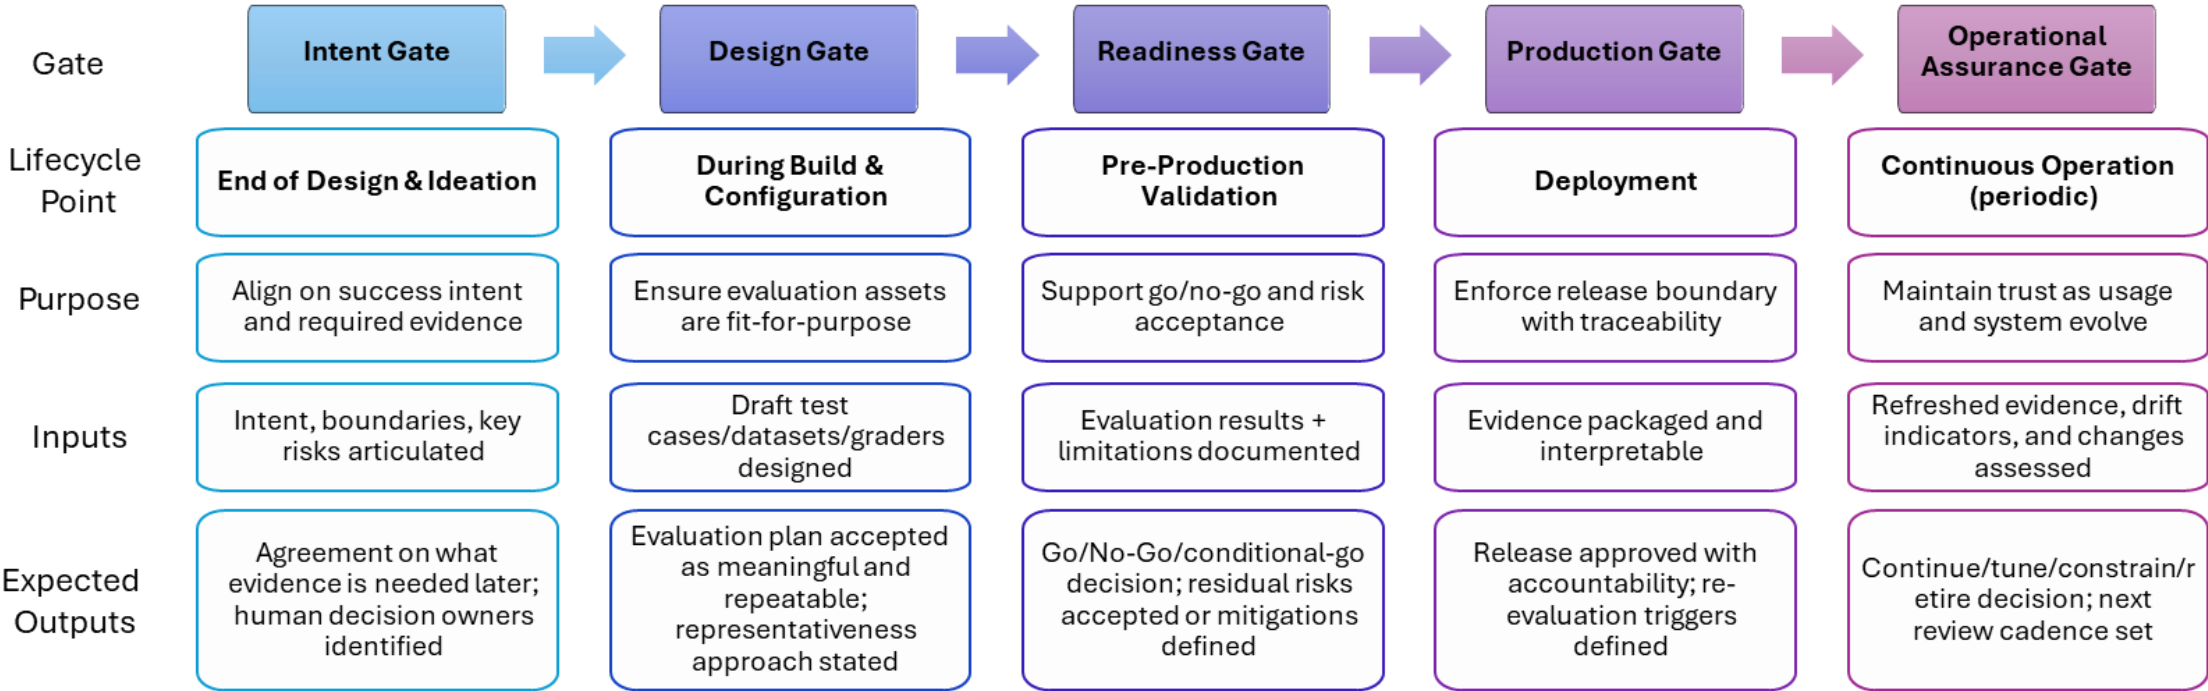 Gate
Intent Gate
Design Gate
Readiness Gate
Production Gate
Operational
Assurance Gate
Lifecycle
Point
End of Design & Ideation
During Build &
Configuration
Pre-Production
Validation
Deployment
Continuous Operation
(periodic)
Purpose
Align on success intent
and required evidence
Ensure evaluation assets
are fit-for-purpose
Support go/no-go and risk
acceptance
Enforce release boundary
with traceability
Maintain trust as usage
and system evolve
Inputs
Intent, boundaries, key
risks articulated
Draft test
cases/datasets/graders
designed
Evaluation results +
limitations documented
Evidence packaged and
interpretable
Refreshed evidence, drift
indicators, and changes
assessed
Expected
Outputs
Agreement on what
evidence is needed later;
human decision owners
identified
Evaluation plan accepted
as meaningful and
repeatable;
representativeness
approach stated
Go/No-Go/conditional-go
decision; residual risks
accepted or mitigations
defined
Release approved with
accountability; re-
evaluation triggers
defined
Continue/tune/constrain/r
etire decision; next
review cadence set